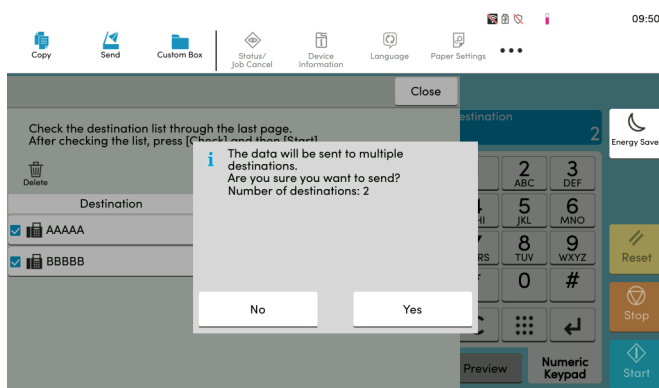 09:50
Copy
Send
Custom Box
Status/
Job Cancel
Device
Information
Language
Paper Settings
Close
Check the destination list through the last page.
After checking the list, press [Check] and then [Start].
Delete
Destination
AAAAA
BBBBB
The data will be sent to multiple
destinations.
Are you sure you want to send?
Number of destinations: 2
No
Yes
estination
2
2
ABC
3
DEF
HI
5
JKL
6
MNO
RS
8
TUV
9
WXYZ
0
#
C
Preview
Numeric
Keypad
Energy Save
Reset
Stop
Start